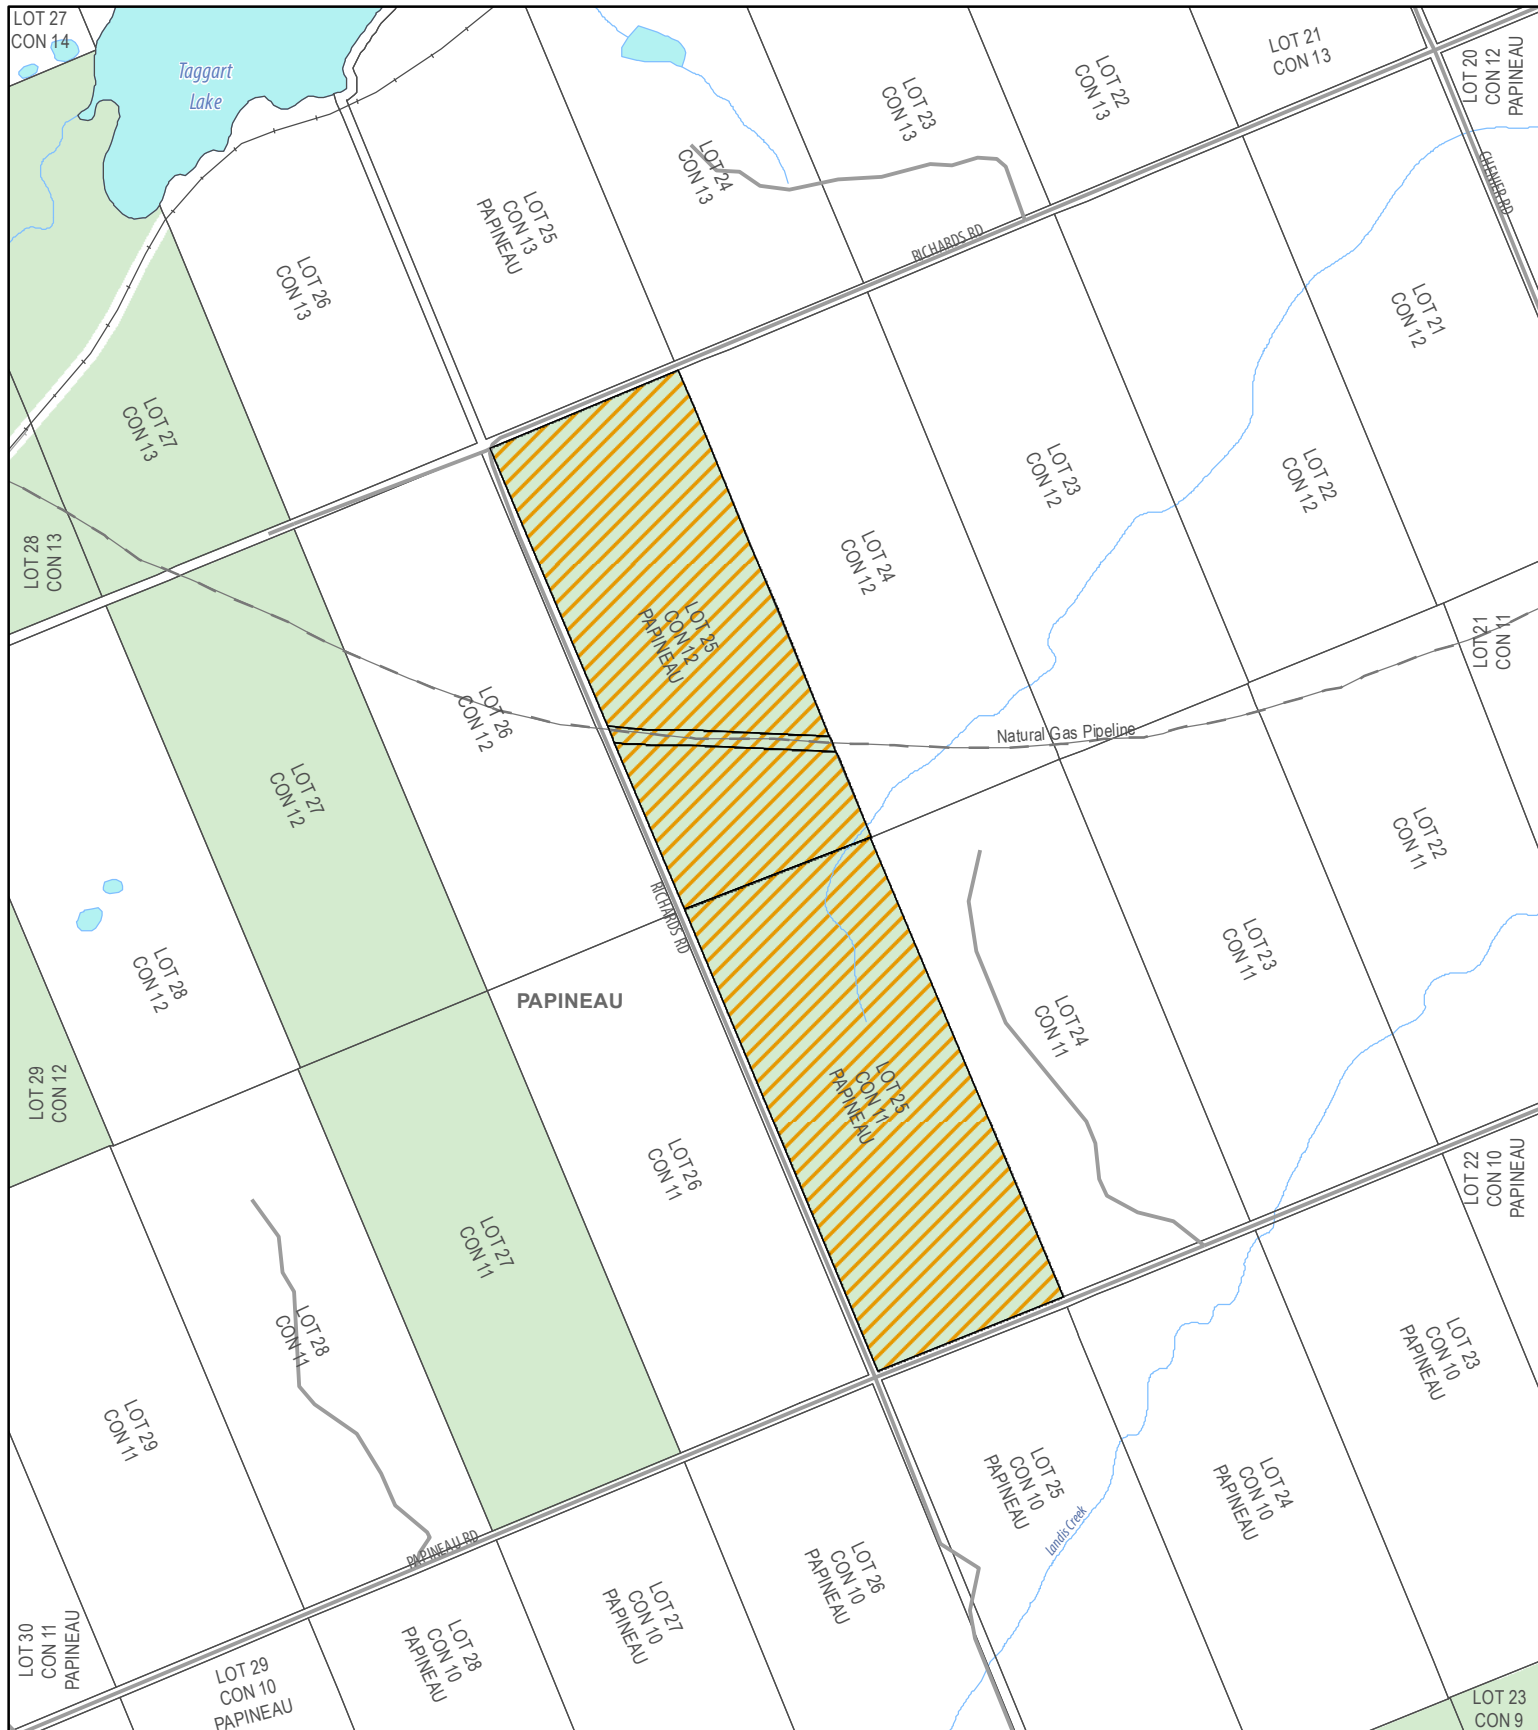 LOT 27
CON 14
Taggart
Lake
LOT 21
CON 13
LOT 20
CON 12
PAPINEAU
LOT 22
CON 13
LOT 23
CON 13
LOT 24
CON 13
LOT 25
CON 13
PAPINEAU
CHENIER RD
RICHARDS RD
LOT 26
CON 13
LOT 21
CON 12
LOT 27
CON 13
LOT 23
CON 12
LOT 22
CON 12
LOT 28
CON 13
LOT 24
CON 12
LOT 25
CON 12
PAPINEAU
LOT 21
CON 11
LOT 26
CON 12
Natural Gas Pipeline
LOT 27
CON 12
LOT 22
CON 11
RICHARDS RD
LOT 23
CON 11
LOT 28
CON 12
PAPINEAU
LOT 24
CON 11
LOT 29
CON 12
LOT 25
CON 11
PAPINEAU
LOT 26
CON 11
LOT 22
CON 10
PAPINEAU
LOT 27
CON 11
LOT 28
CON 11
LOT 23
CON 10
PAPINEAU
LOT 29
CON 11
LOT 25
CON 10
PAPINEAU
LOT 24
CON 10
PAPINEAU
Landis Creek
PAPINEAU RD
LOT 26
CON 10
PAPINEAU
LOT 27
CON 10
PAPINEAU
LOT 30
CON 11
PAPINEAU
LOT 28
CON 10
PAPINEAU
LOT 29
CON 10
PAPINEAU
LOT 23
CON 9